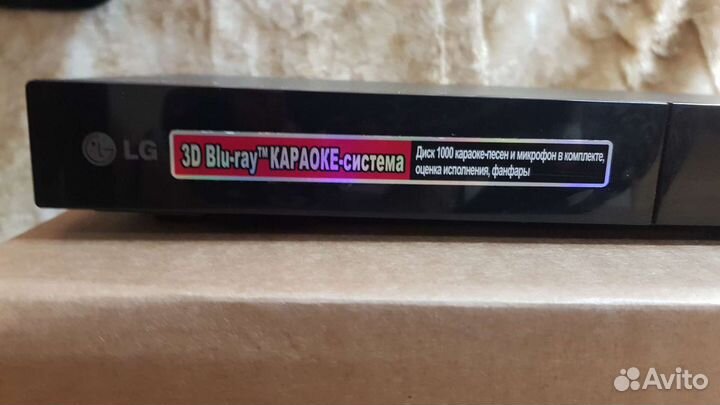 LG
3D Blu-ray™ КАРАОКЕ-система
Диск 1000 караоке-песен и микрофон в комплекте,
оценка исполнения, фанфары
Avito